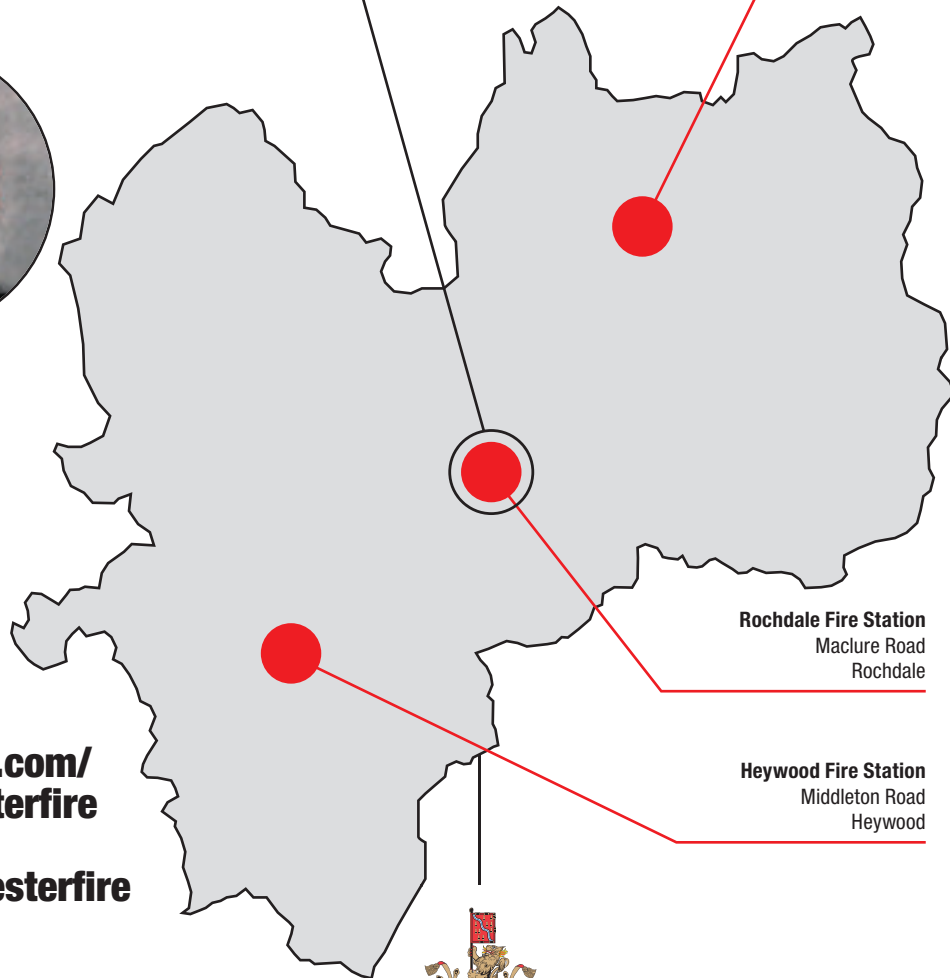 Rochdale Fire Station
Maclure Road
Rochdale
Heywood Fire Station
Middleton Road
Heywood
.com/
terfire
esterfire